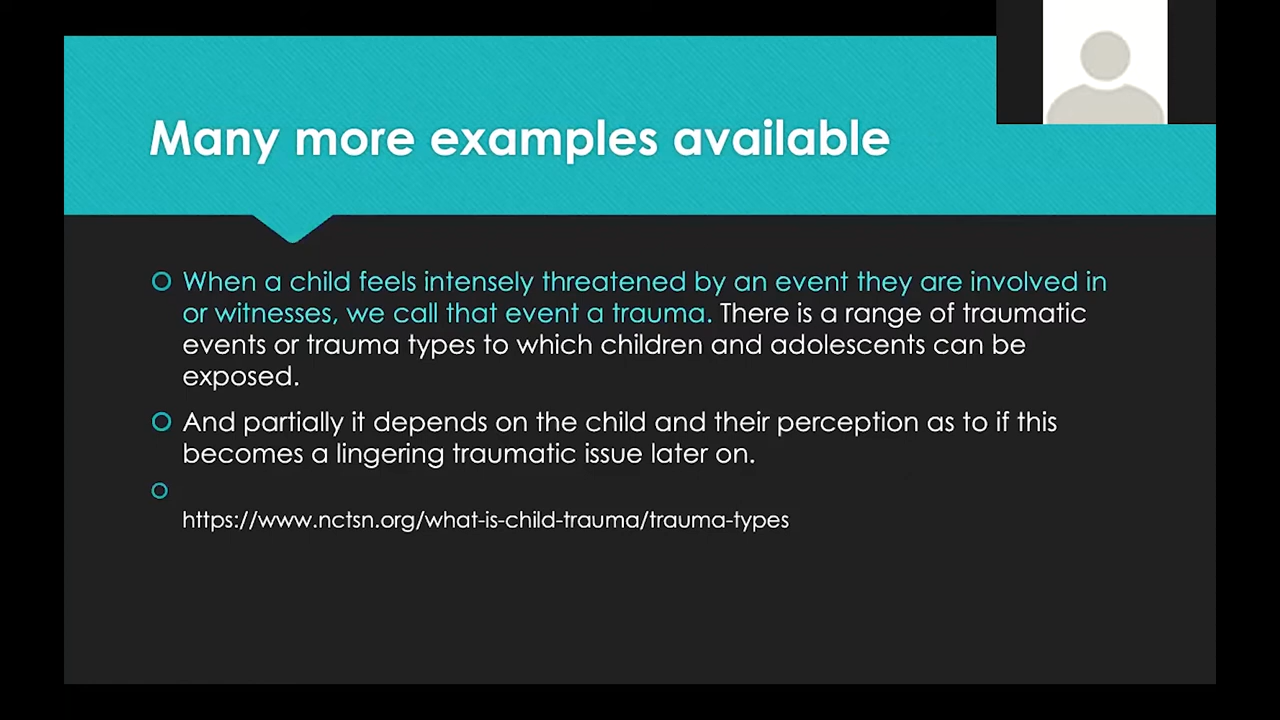 Many more examples available
When a child feels intensely threatened by an event they are involved in
or witnesses, we call that event a trauma. There is a range of traumatic
events or trauma types to which children and adolescents can be
exposed.
And partially it depends on the child and their perception as to if this
becomes a lingering traumatic issue later on.
https://www.nctsn.org/what-is-child-trauma/trauma-types